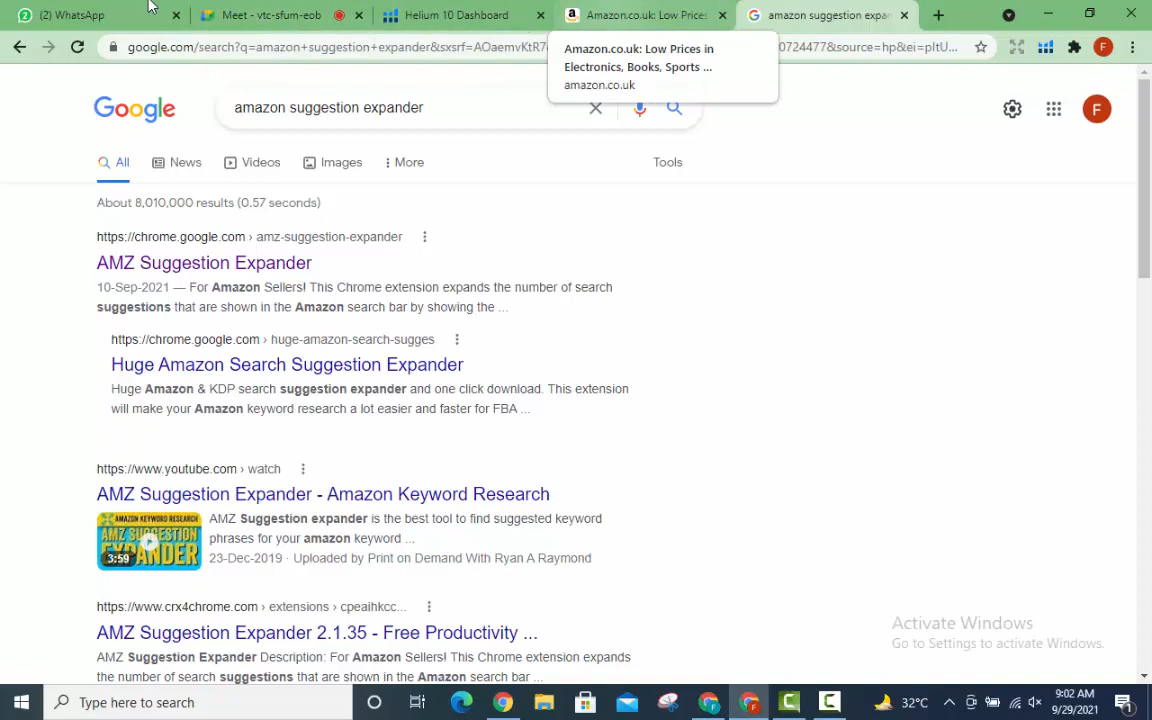 (2) WhatsApp
Meet - vtc-sfum-eob
Helium 10 Dashboard
Amazon.co.uk: Low Prices
amazon suggestion expan
google.com/search?q=amazon+suggestion+expander&sxsrf=AOaemvKtR7
0724477&source=hp&ei=pltU...
F
Amazon.co.uk: Low Prices in
Electronics, Books, Sports ...
amazon.co.uk
Google
amazon suggestion expander
F
All
News
Videos
Images
More
Tools
About 8,010,000 results (0.57 seconds)
https://chrome.google.com › amz-suggestion-expander
AMZ Suggestion Expander
10-Sep-2021 — For Amazon Sellers! This Chrome extension expands the number of search
suggestions that are shown in the Amazon search bar by showing the ...
https://chrome.google.com › huge-amazon-search-sugges
Huge Amazon Search Suggestion Expander
Huge Amazon & KDP search suggestion expander and one click download. This extension
will make your Amazon keyword research a lot easier and faster for FBA ...
https://www.youtube.com › watch
AMZ Suggestion Expander - Amazon Keyword Research
AMAZON KEYWORD RESEARCH
AMZ SUGGESTION
EXPANDER
3:59
AMZ Suggestion expander is the best tool to find suggested keyword
phrases for your amazon keyword ...
23-Dec-2019 · Uploaded by Print on Demand With Ryan A Raymond
https://www.crx4chrome.com › extensions › cpeaihkcc...
AMZ Suggestion Expander 2.1.35 - Free Productivity ...
AMZ Suggestion Expander Description: For Amazon Sellers! This Chrome extension expands
the number of search suggestions that are shown in the Amazon search bar ...
Activate Windows
Go to Settings to activate Windows.
Type here to search
32°C
9:02 AM
9/29/2021
1